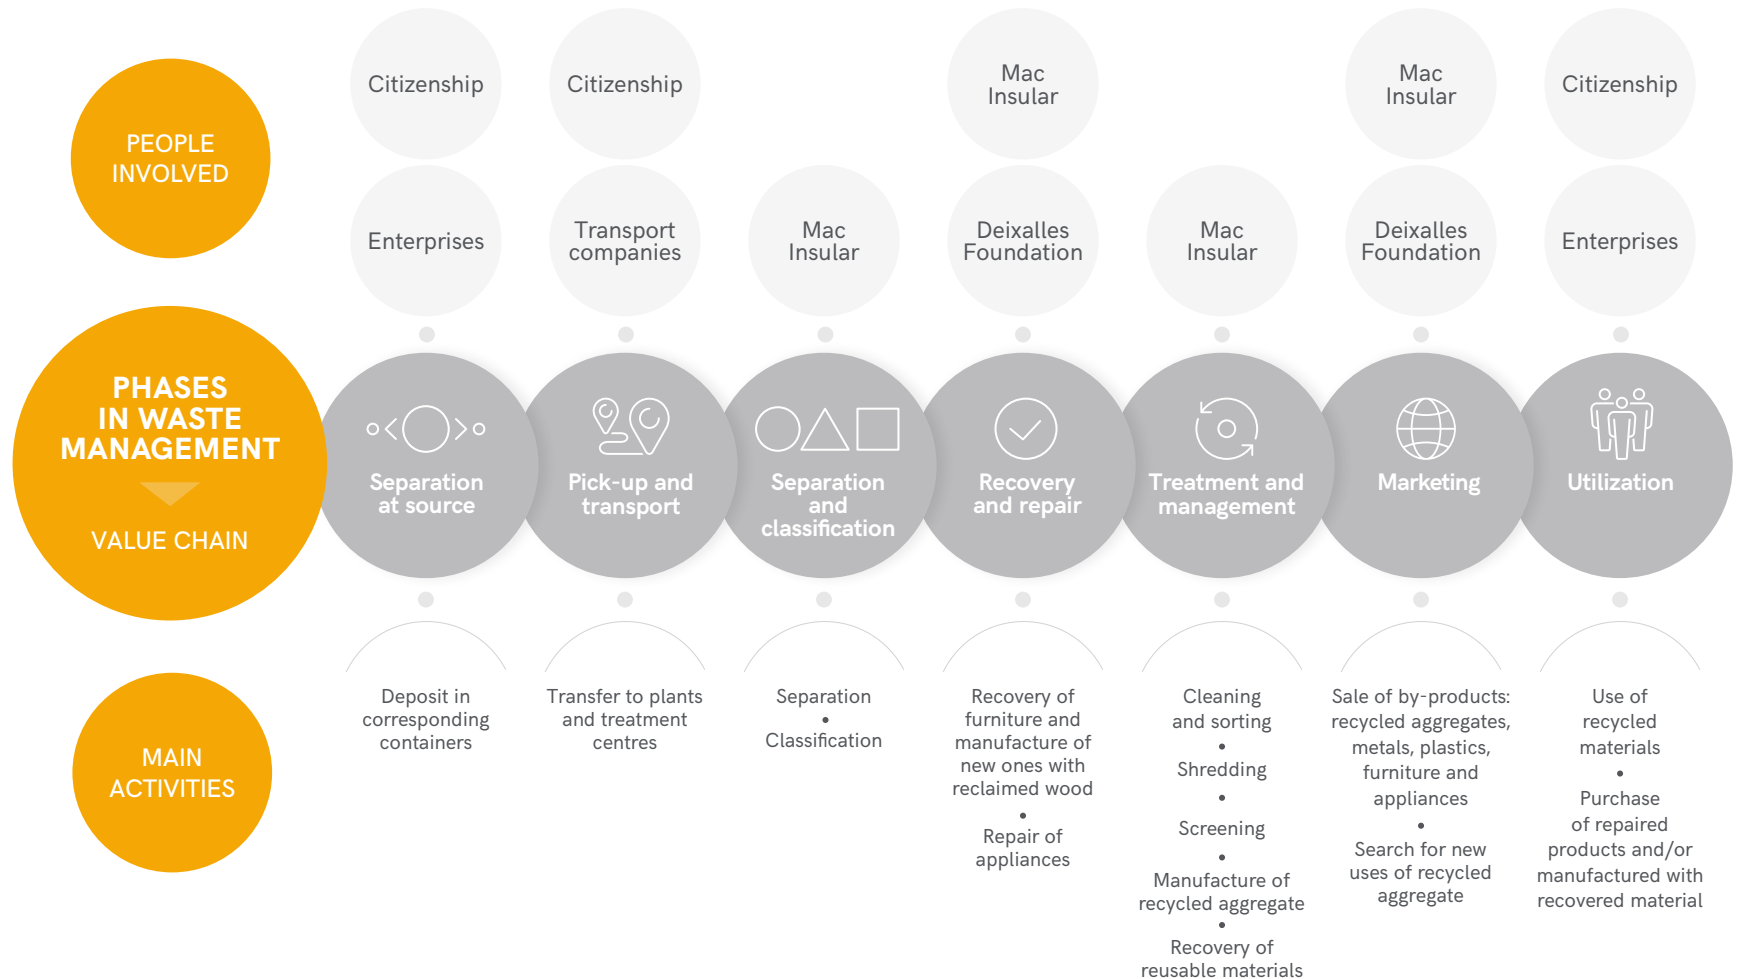 PEOPLE
INVOLVED
Citizenship
Enterprises
Citizenship
Transport
companies
Mac
Insular
Mac
Insular
Deixalles
Foundation
Mac
Insular
Mac
Insular
Deixalles
Foundation
Citizenship
Enterprises
PHASES
IN WASTE
MANAGEMENT
VALUE CHAIN
Separation
at source
Pick-up and
transport
Separation
and
classification
Recovery
and repair
Treatment and
management
Marketing
Utilization
MAIN
ACTIVITIES
Deposit in
corresponding
containers
Transfer to plants
and treatment
centres
Separation
•
Classification
Recovery of
furniture and
manufacture of
new ones with
reclaimed wood
•
Repair of
appliances
Cleaning
and sorting
•
Shredding
•
Screening
•
Manufacture of
recycled aggregate
•
Recovery of
reusable materials
Sale of by-products:
recycled aggregates,
metals, plastics,
furniture and
appliances
•
Search for new
uses of recycled
aggregate
Use of
recycled
materials
•
Purchase
of repaired
products and/or
manufactured with
recovered material